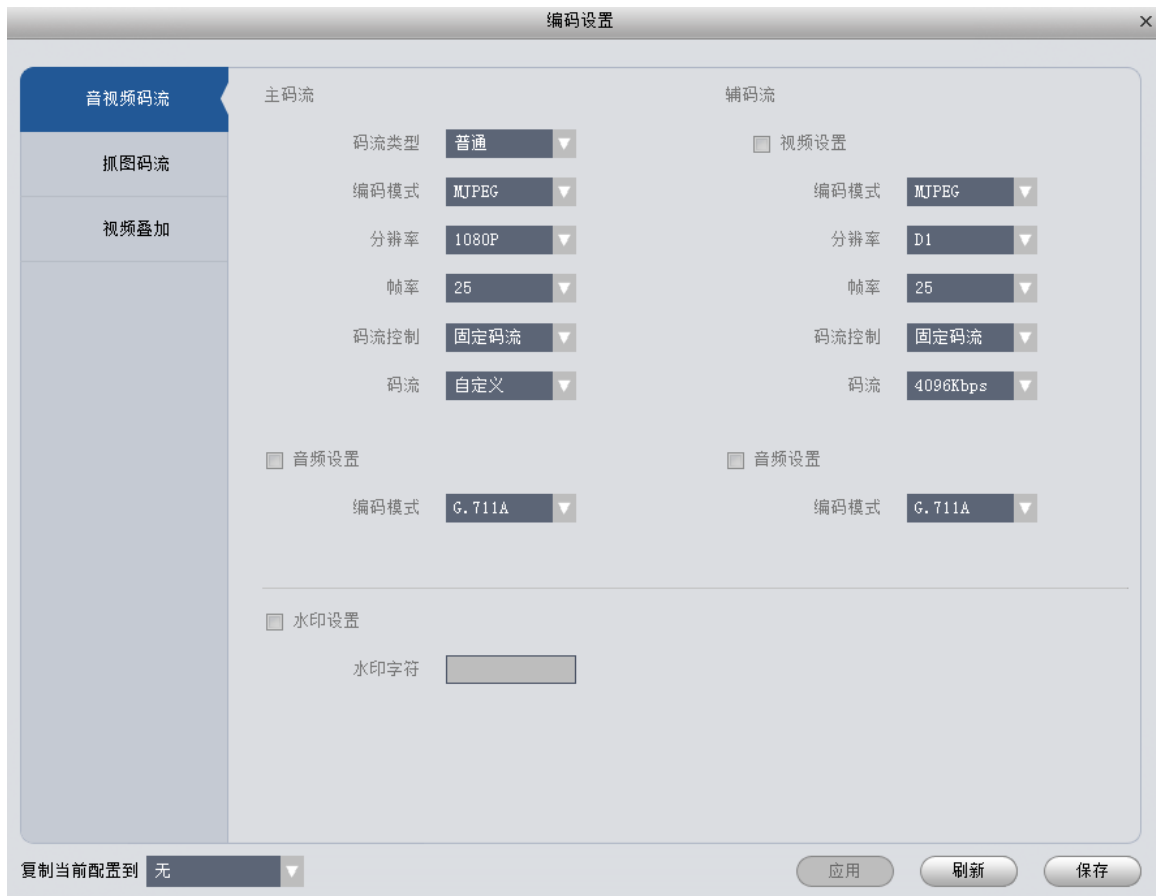 编码设置
音视频码流
抓图码流
视频叠加
主码流
码流类型 普通
编码模式 MJPEG
分辨率 1080P
帧率 25
码流控制 固定码流
码流 自定义
音频设置
编码模式 G.711A
辅码流
视频设置
编码模式 MJPEG
分辨率 D1
帧率 25
码流控制 固定码流
码流 4096Kbps
音频设置
编码模式 G.711A
水印设置
水印字符
复制当前配置到 无
应用 刷新 保存